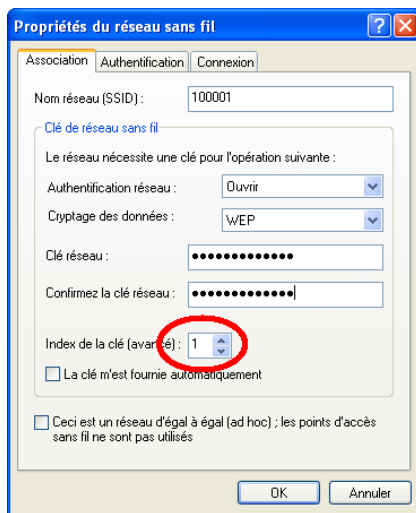 Propriétés du réseau sans fil
Association Authentification Connexion
Nom réseau (SSID) : 100001
Clé de réseau sans fil
Le réseau nécessite une clé pour l'opération suivante :
Authentification réseau : Ouvrir
Cryptage des données : WEP
Clé réseau : •••••••••••••
Confirmez la clé réseau : •••••••••••••
Index de la clé (avancé) : 1
La clé m'est fournie automatiquement
Ceci est un réseau d'égal à égal (ad hoc) ; les points d'accès
sans fil ne sont pas utilisés
OK Annuler